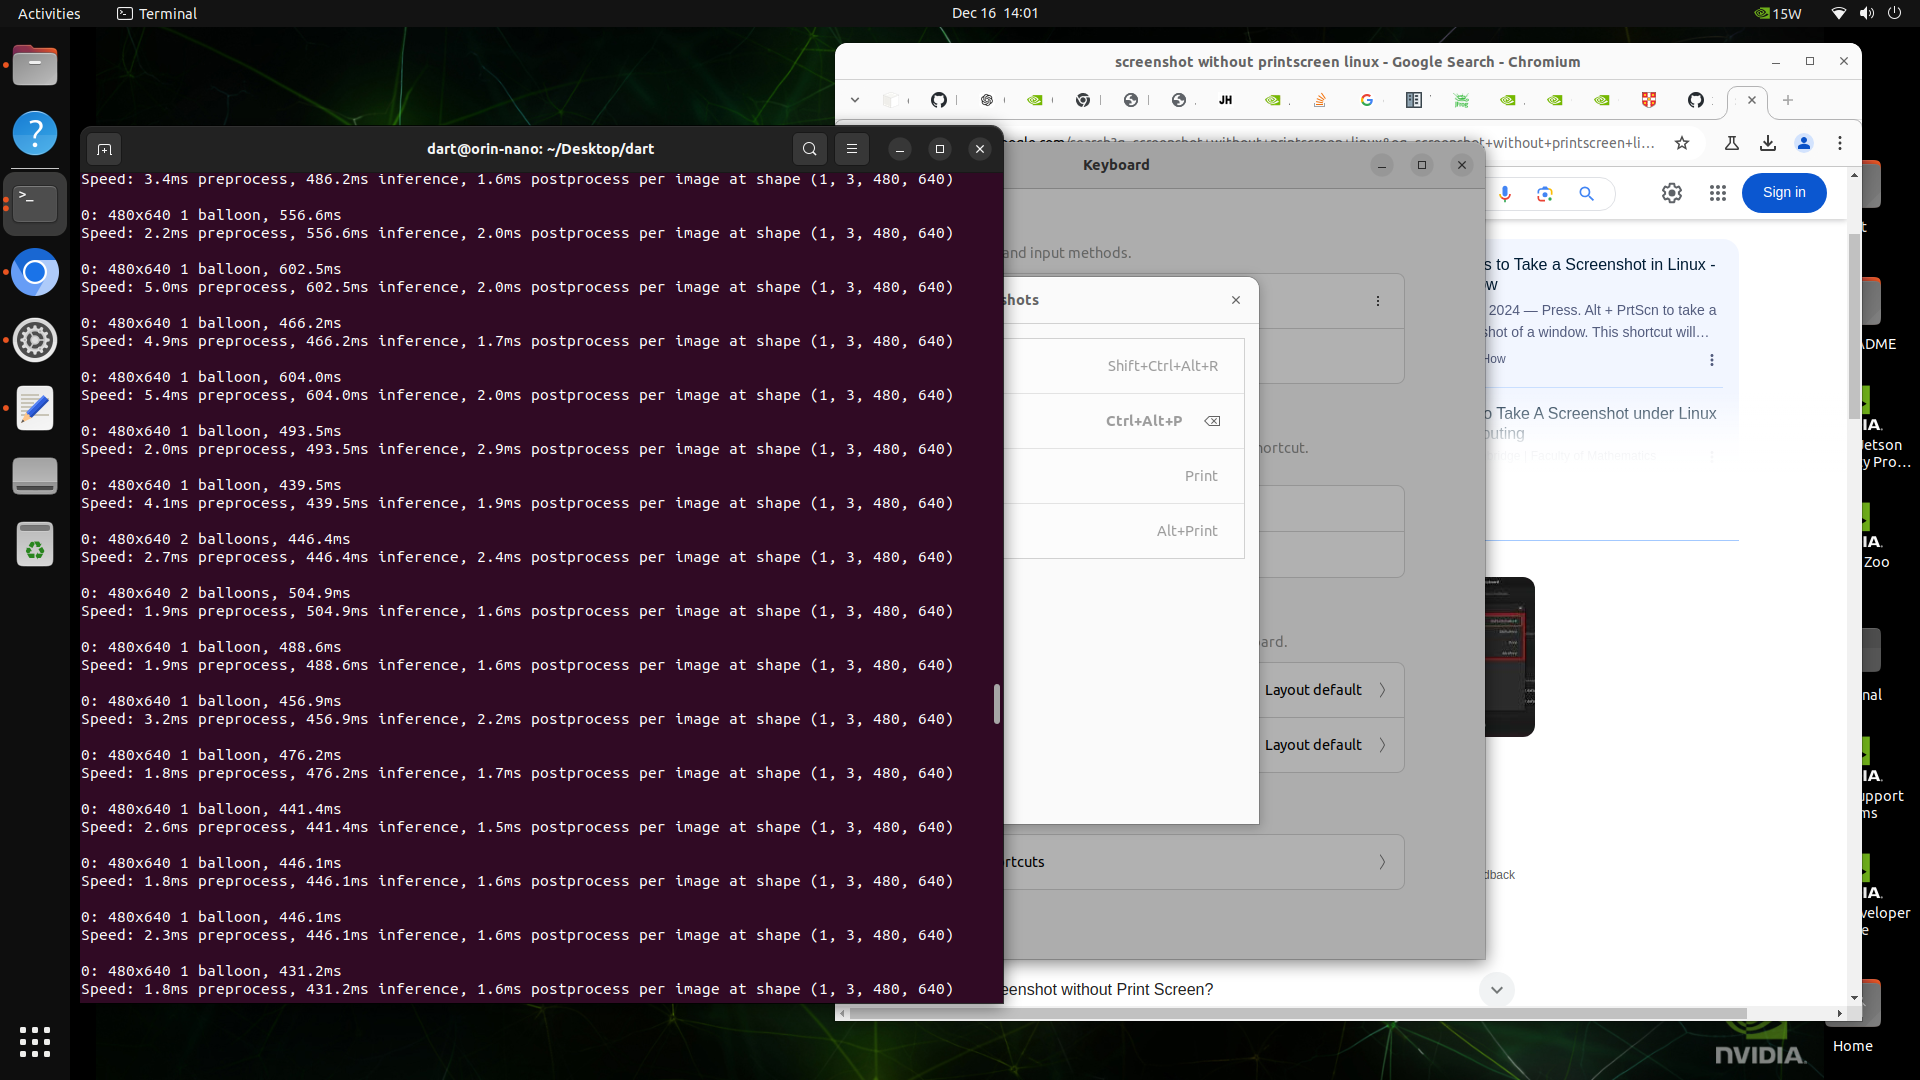 Activities
Terminal
Dec 16 14:01
15W
screenshot without printscreen linux - Google Search - Chromium
JH
dart@orin-nano: ~/Desktop/dart
Speed: 3.4ms preprocess, 486.2ms inference, 1.6ms postprocess per image at shape (1, 3, 480, 640)
0: 480x640 1 balloon, 556.6ms
Speed: 2.2ms preprocess, 556.6ms inference, 2.0ms postprocess per image at shape (1, 3, 480, 640)
0: 480x640 1 balloon, 602.5ms
Speed: 5.0ms preprocess, 602.5ms inference, 2.0ms postprocess per image at shape (1, 3, 480, 640)
0: 480x640 1 balloon, 466.2ms
Speed: 4.9ms preprocess, 466.2ms inference, 1.7ms postprocess per image at shape (1, 3, 480, 640)
0: 480x640 1 balloon, 604.0ms
Speed: 5.4ms preprocess, 604.0ms inference, 2.0ms postprocess per image at shape (1, 3, 480, 640)
0: 480x640 1 balloon, 493.5ms
Speed: 2.0ms preprocess, 493.5ms inference, 2.9ms postprocess per image at shape (1, 3, 480, 640)
0: 480x640 1 balloon, 439.5ms
Speed: 4.1ms preprocess, 439.5ms inference, 1.9ms postprocess per image at shape (1, 3, 480, 640)
0: 480x640 2 balloons, 446.4ms
Speed: 2.7ms preprocess, 446.4ms inference, 2.4ms postprocess per image at shape (1, 3, 480, 640)
0: 480x640 2 balloons, 504.9ms
Speed: 1.9ms preprocess, 504.9ms inference, 1.6ms postprocess per image at shape (1, 3, 480, 640)
0: 480x640 1 balloon, 488.6ms
Speed: 1.9ms preprocess, 488.6ms inference, 1.6ms postprocess per image at shape (1, 3, 480, 640)
0: 480x640 1 balloon, 456.9ms
Speed: 3.2ms preprocess, 456.9ms inference, 2.2ms postprocess per image at shape (1, 3, 480, 640)
0: 480x640 1 balloon, 476.2ms
Speed: 1.8ms preprocess, 476.2ms inference, 1.7ms postprocess per image at shape (1, 3, 480, 640)
0: 480x640 1 balloon, 441.4ms
Speed: 2.6ms preprocess, 441.4ms inference, 1.5ms postprocess per image at shape (1, 3, 480, 640)
0: 480x640 1 balloon, 446.1ms
Speed: 1.8ms preprocess, 446.1ms inference, 1.6ms postprocess per image at shape (1, 3, 480, 640)
0: 480x640 1 balloon, 446.1ms
Speed: 2.3ms preprocess, 446.1ms inference, 1.6ms postprocess per image at shape (1, 3, 480, 640)
0: 480x640 1 balloon, 431.2ms
Speed: 1.8ms preprocess, 431.2ms inference, 1.6ms postprocess per image at shape (1, 3, 480, 640)
Keyboard
and input methods.
shots
Shift+Ctrl+Alt+R
Ctrl+Alt+P
Print
Alt+Print
hortcut.
ard.
Layout default
Layout default
rtcuts
Sign in
s to Take a Screenshot in Linux -
w
2024 — Press. Alt + PrtScn to take a
shot of a window. This shortcut will...
How
o Take A Screenshot under Linux
outing
dback
eenshot without Print Screen?
t
DME
IA.
Jetson
y Pro...
IA.
Zoo
nal
IA.
upport
ms
IA.
veloper
e
Home
NVIDIA.